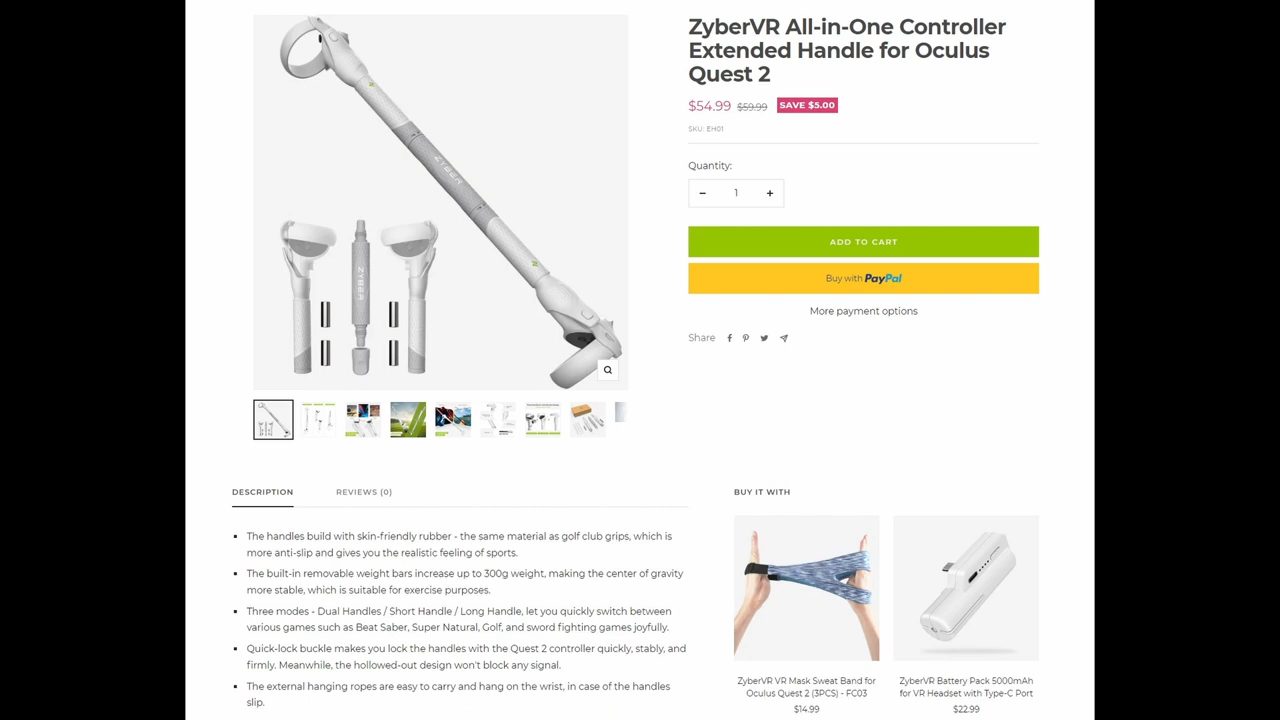 ZyberVR All-in-One Controller
Extended Handle for Oculus
Quest 2
$54.99 $59.99 SAVE $5.00
SKU: EH01
Quantity:
− 1 +
ADD TO CART
Buy with PayPal
More payment options
Share
ZYBER
ZYBER
DESCRIPTION REVIEWS (0)
The handles build with skin-friendly rubber - the same material as golf club grips, which is
more anti-slip and gives you the realistic feeling of sports.
The built-in removable weight bars increase up to 300g weight, making the center of gravity
more stable, which is suitable for exercise purposes.
Three modes - Dual Handles / Short Handle / Long Handle, let you quickly switch between
various games such as Beat Saber, Super Natural, Golf, and sword fighting games joyfully.
Quick-lock buckle makes you lock the handles with the Quest 2 controller quickly, stably, and
firmly. Meanwhile, the hollowed-out design won't block any signal.
The external hanging ropes are easy to carry and hang on the wrist, in case of the handles
slip.
BUY IT WITH
ZyberVR VR Mask Sweat Band for
Oculus Quest 2 (3PCS) - FC03
$14.99
ZyberVR Battery Pack 5000mAh
for VR Headset with Type-C Port
$22.99